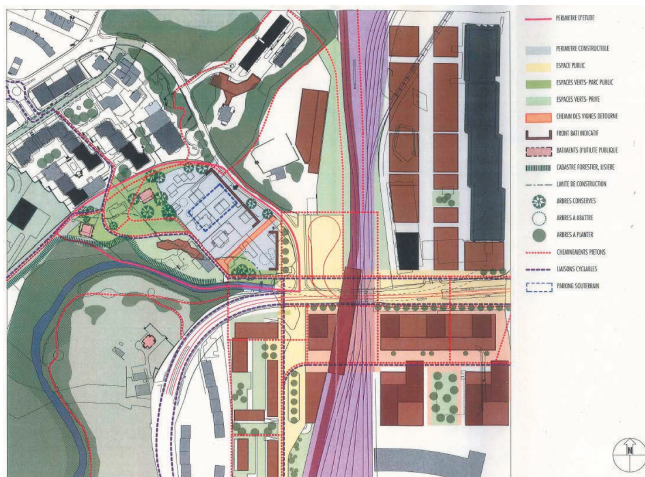 PERIMETRE D'ETUDE
PERIMETRE CONSTRUCTIBLE
ESPACE PUBLIC
ESPACES VERTS- PARC PUBLIC
ESPACES VERTS- PRIVE
CHEMIN DES VIGNES DETOURNE
FRONT BATI INDICATIF
BATIMENTS D'UTILITE PUBLIQUE
CADASTRE FORESTIER, LISIERE
LIMITE DE CONSTRUCTION
ARBRES CONSERVES
ARBRES A ABATTRE
ARBRES A PLANTER
CHEMINEMENTS PIETONS
LIAISONS CYCLABLES
PARKING SOUTERRAIN
N